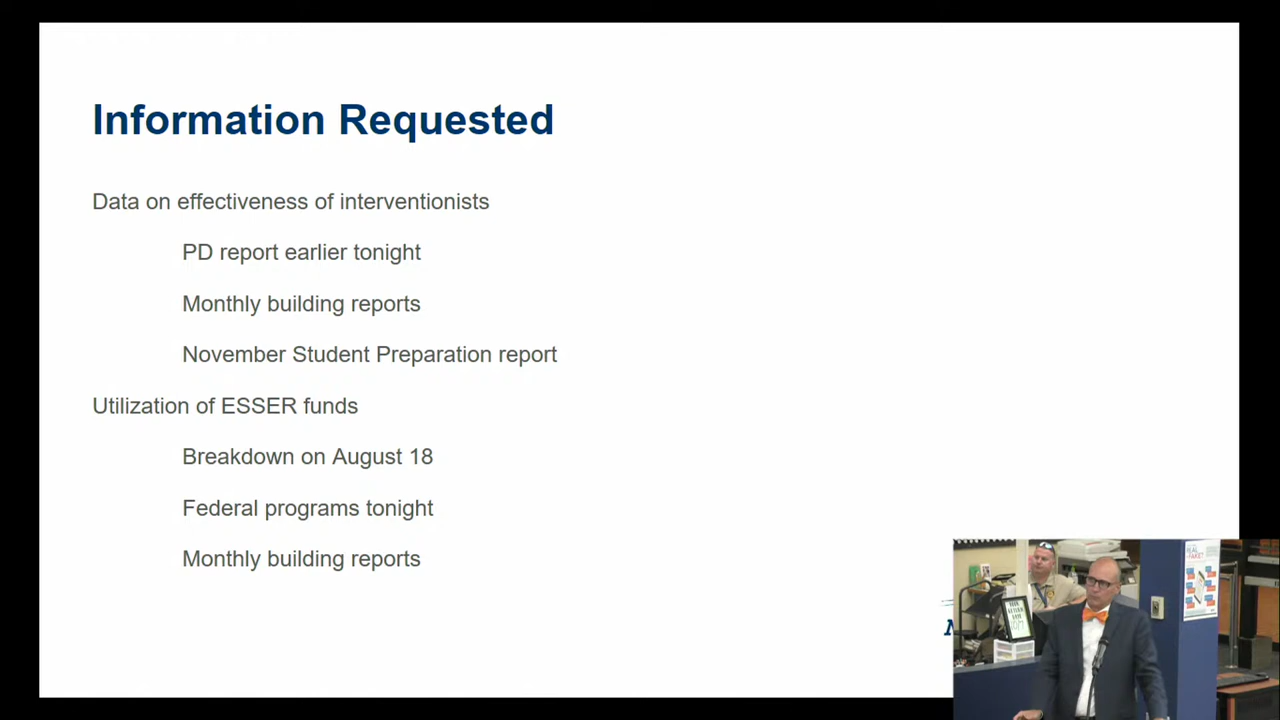 Information Requested
Data on effectiveness of interventionists
PD report earlier tonight
Monthly building reports
November Student Preparation report
Utilization of ESSER funds
Breakdown on August 18
Federal programs tonight
Monthly building reports